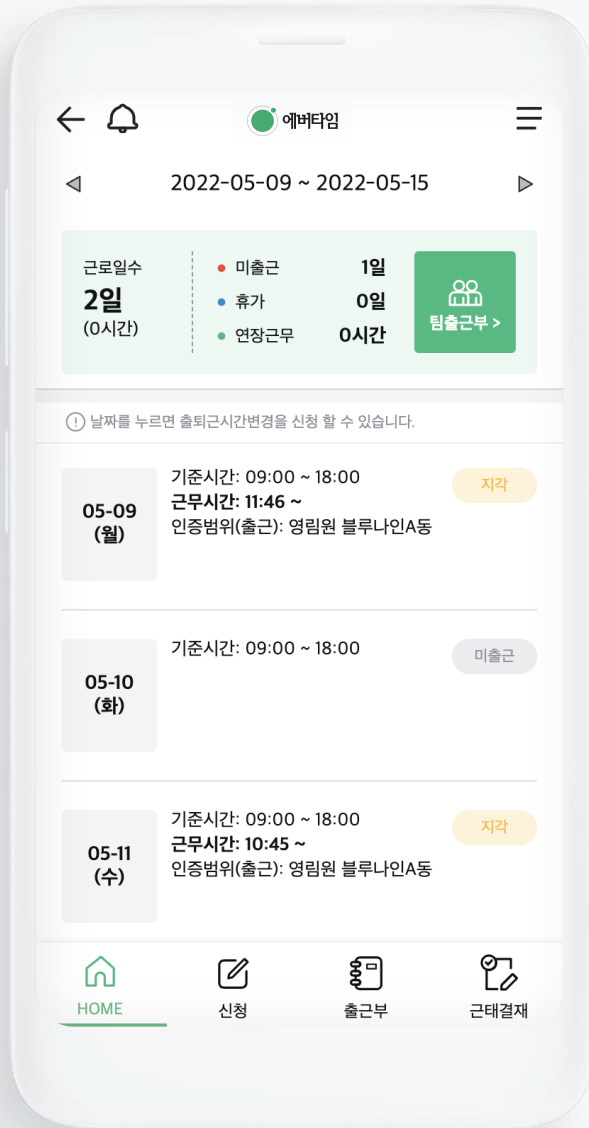 에버타임
2022-05-09 ~ 2022-05-15
근로일수
2일
(0시간)
미출근 1일
휴가 0일
연장근무 0시간
팀출근부 >
날짜를 누르면 출퇴근시간변경을 신청 할 수 있습니다.
05-09
(월)
기준시간: 09:00 ~ 18:00
근무시간: 11:46 ~
인증범위(출근): 영림원 블루나인A동
지각
05-10
(화)
기준시간: 09:00 ~ 18:00
미출근
05-11
(수)
기준시간: 09:00 ~ 18:00
근무시간: 10:45 ~
인증범위(출근): 영림원 블루나인A동
지각
HOME
신청
출근부
근태결재